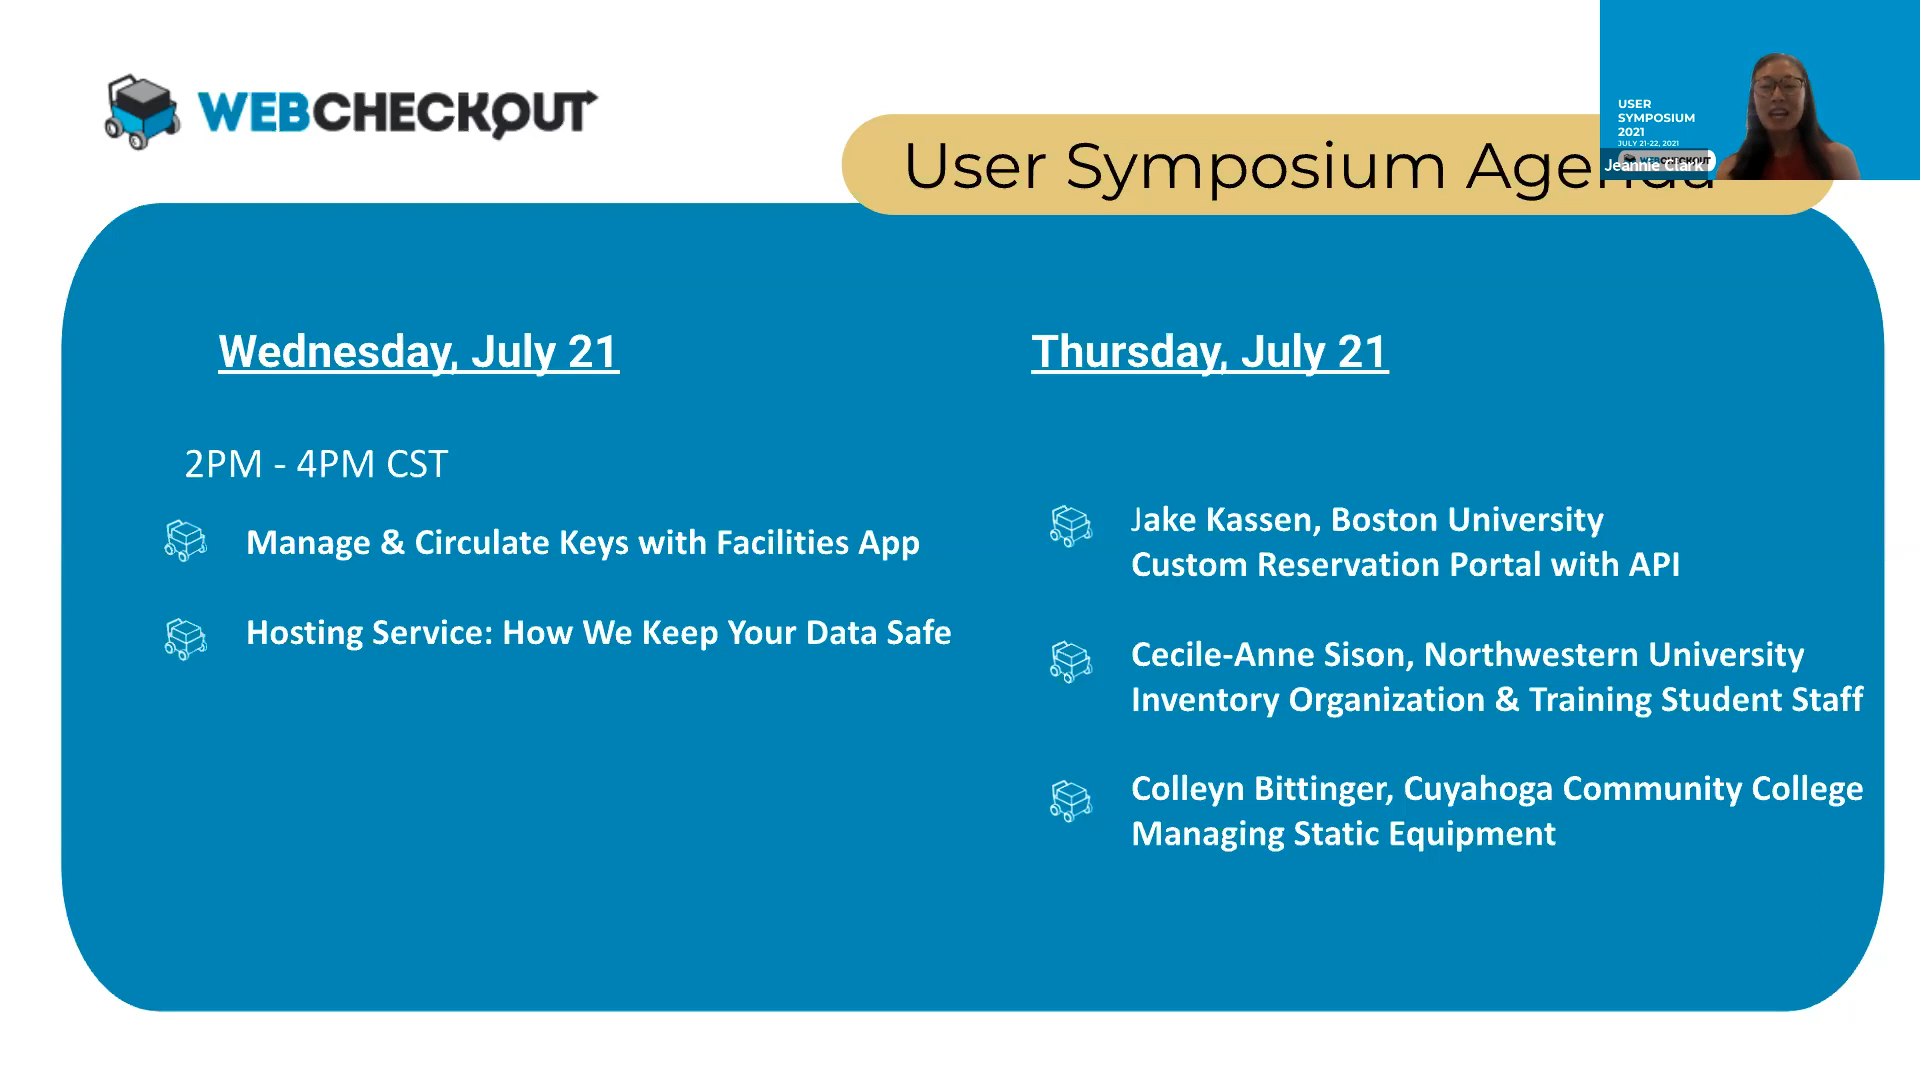 WEBCHECKOUT
User Symposium Agenda
USER
SYMPOSIUM
2021
JULY 21-22, 2021
WEBCHECKOUT
Jeannie Clark
Wednesday, July 21
2PM - 4PM CST
Manage & Circulate Keys with Facilities App
Hosting Service: How We Keep Your Data Safe
Thursday, July 21
Jake Kassen, Boston University
Custom Reservation Portal with API
Cecile-Anne Sison, Northwestern University
Inventory Organization & Training Student Staff
Colleyn Bittinger, Cuyahoga Community College
Managing Static Equipment